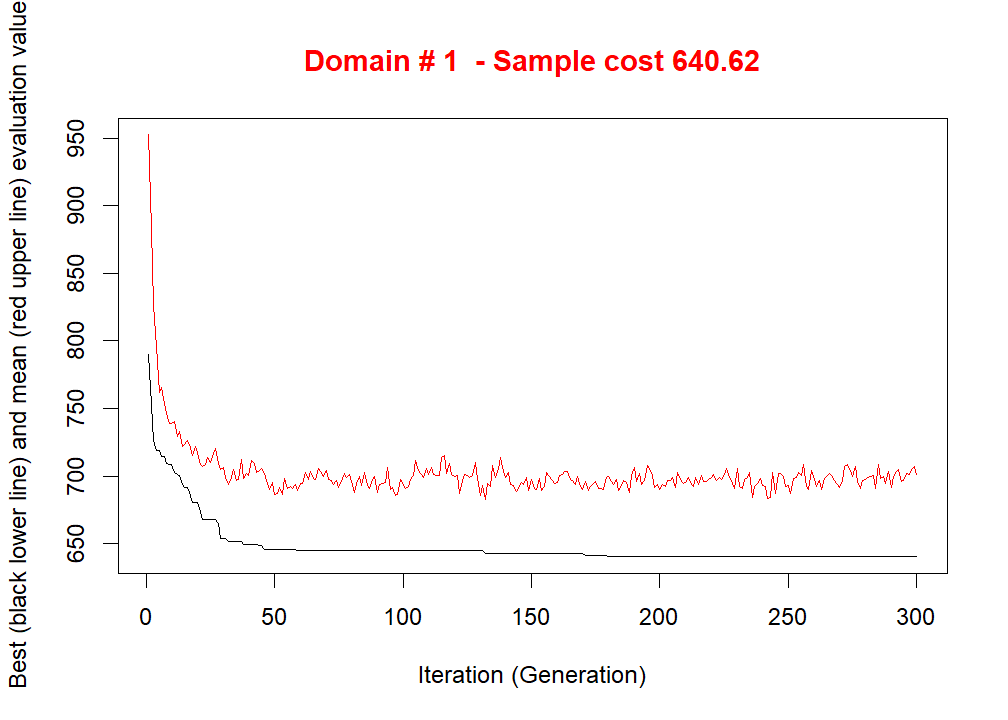 Domain # 1  - Sample cost 640.62
Best (black lower line) and mean (red upper line) evaluation value
950
900
850
800
750
700
650
0 50 100 150 200 250 300
Iteration (Generation)